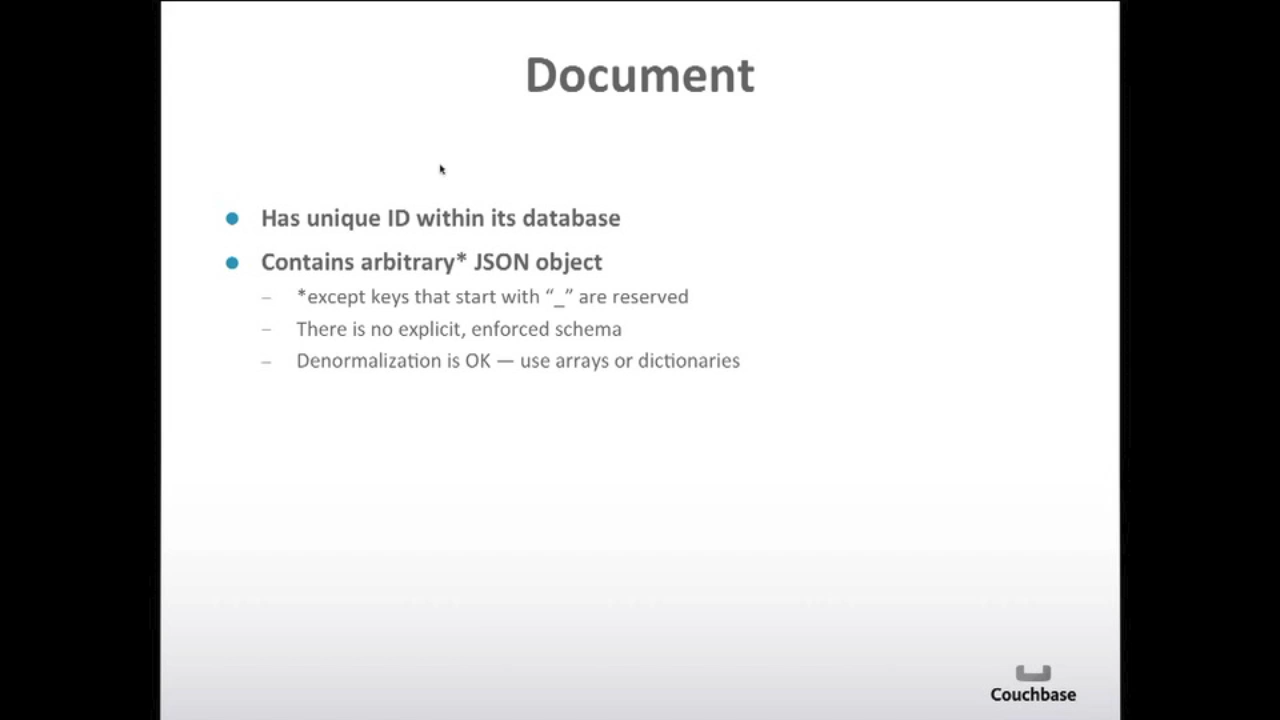 Document
Has unique ID within its database
Contains arbitrary* JSON object
– *except keys that start with “_” are reserved
– There is no explicit, enforced schema
– Denormalization is OK — use arrays or dictionaries
Couchbase